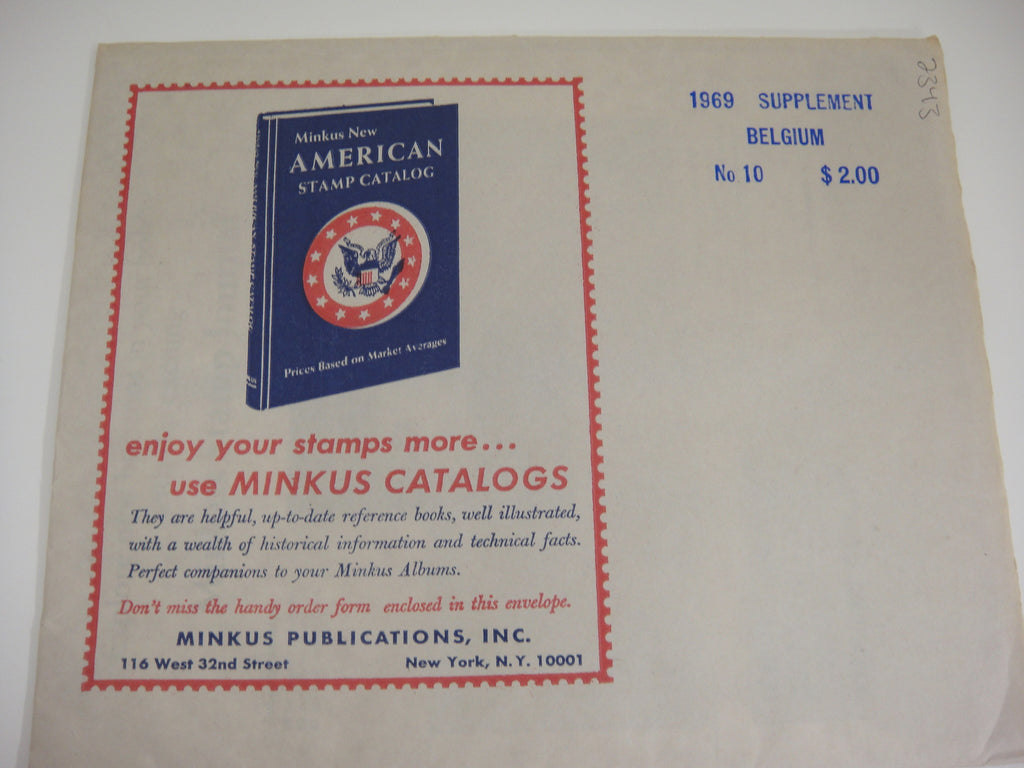 1969 SUPPLEMENT
BELGIUM
No. 10 $2.00
2343
Minkus New
AMERICAN
STAMP CATALOG
Prices Based on Market Averages
enjoy your stamps more...
use MINKUS CATALOGS
They are helpful, up-to-date reference books, well illustrated,
with a wealth of historical information and technical facts.
Perfect companions to your Minkus Albums.
Don't miss the handy order form enclosed in this envelope.
MINKUS PUBLICATIONS, INC.
116 West 32nd Street New York, N.Y. 10001